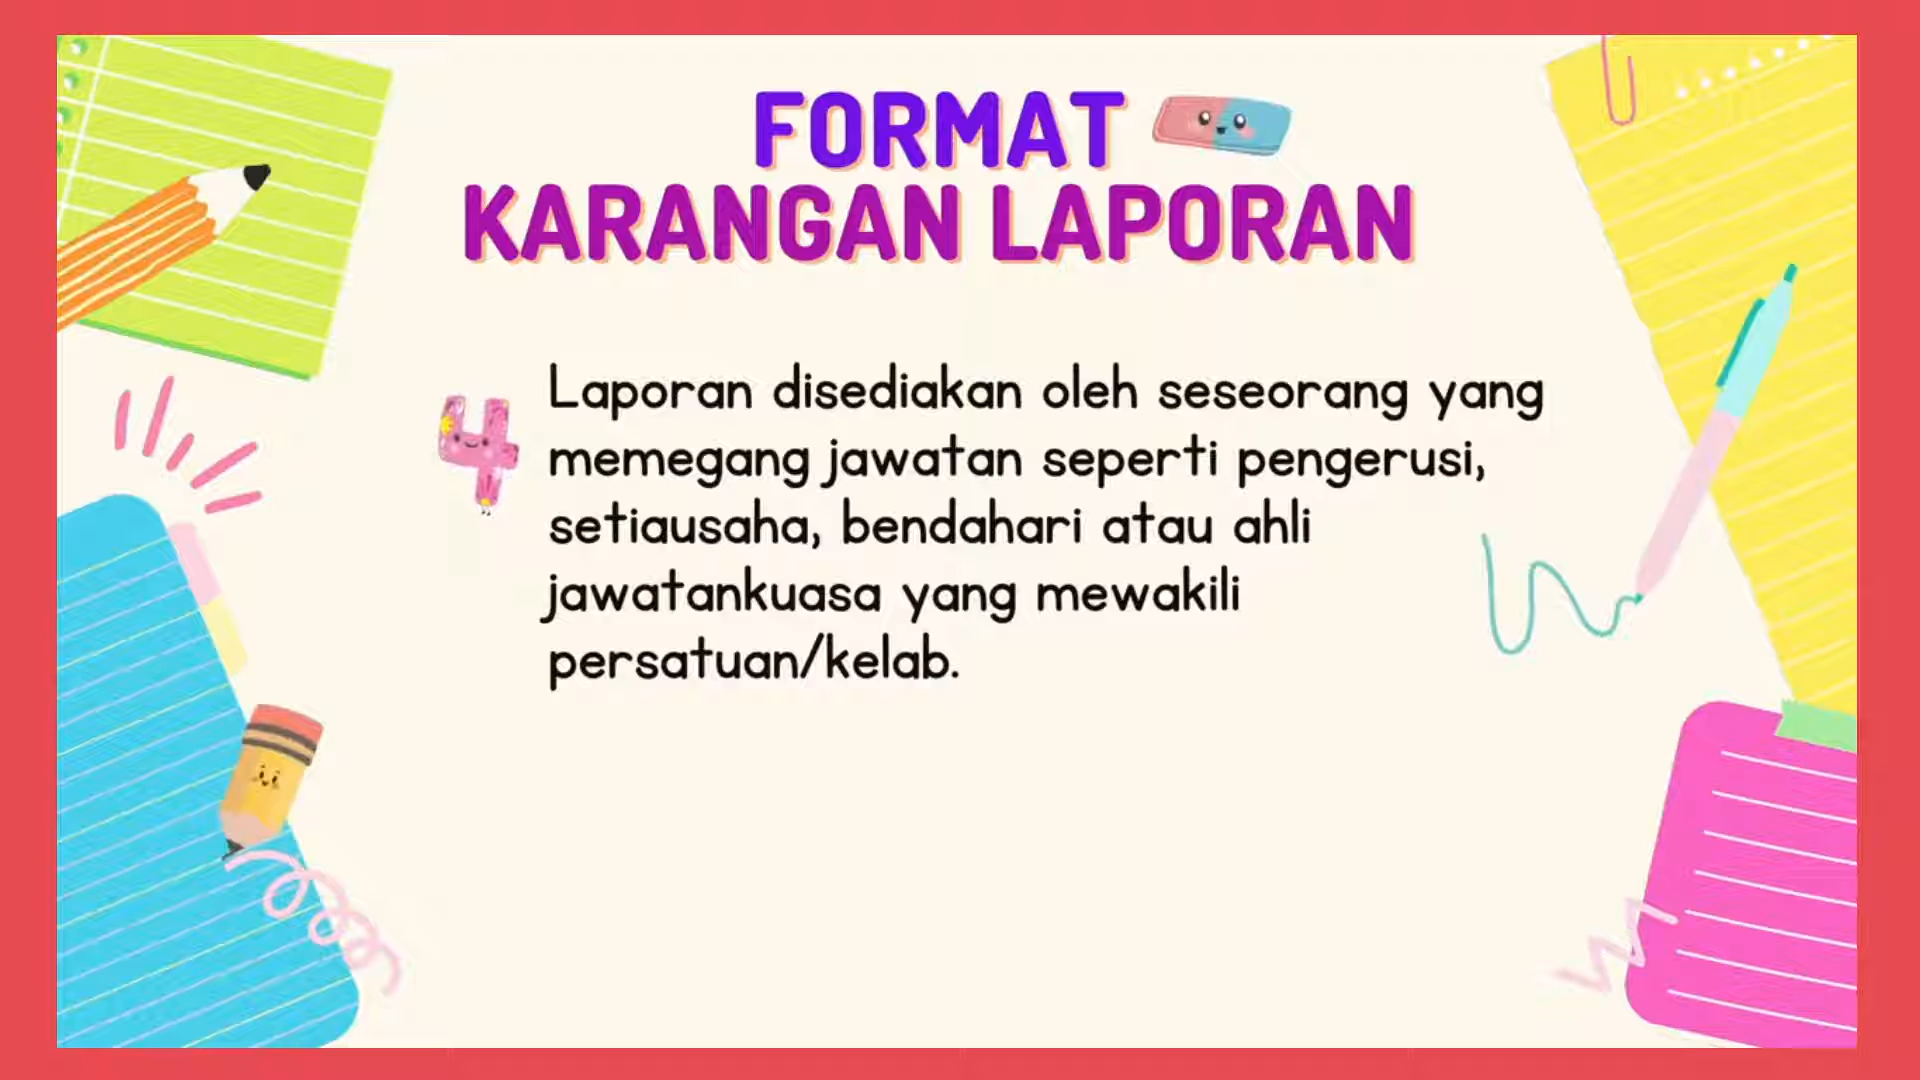 FORMAT
KARANGAN LAPORAN
4
Laporan disediakan oleh seseorang yang
memegang jawatan seperti pengerusi,
setiausaha, bendahari atau ahli
jawatankuasa yang mewakili
persatuan/kelab.